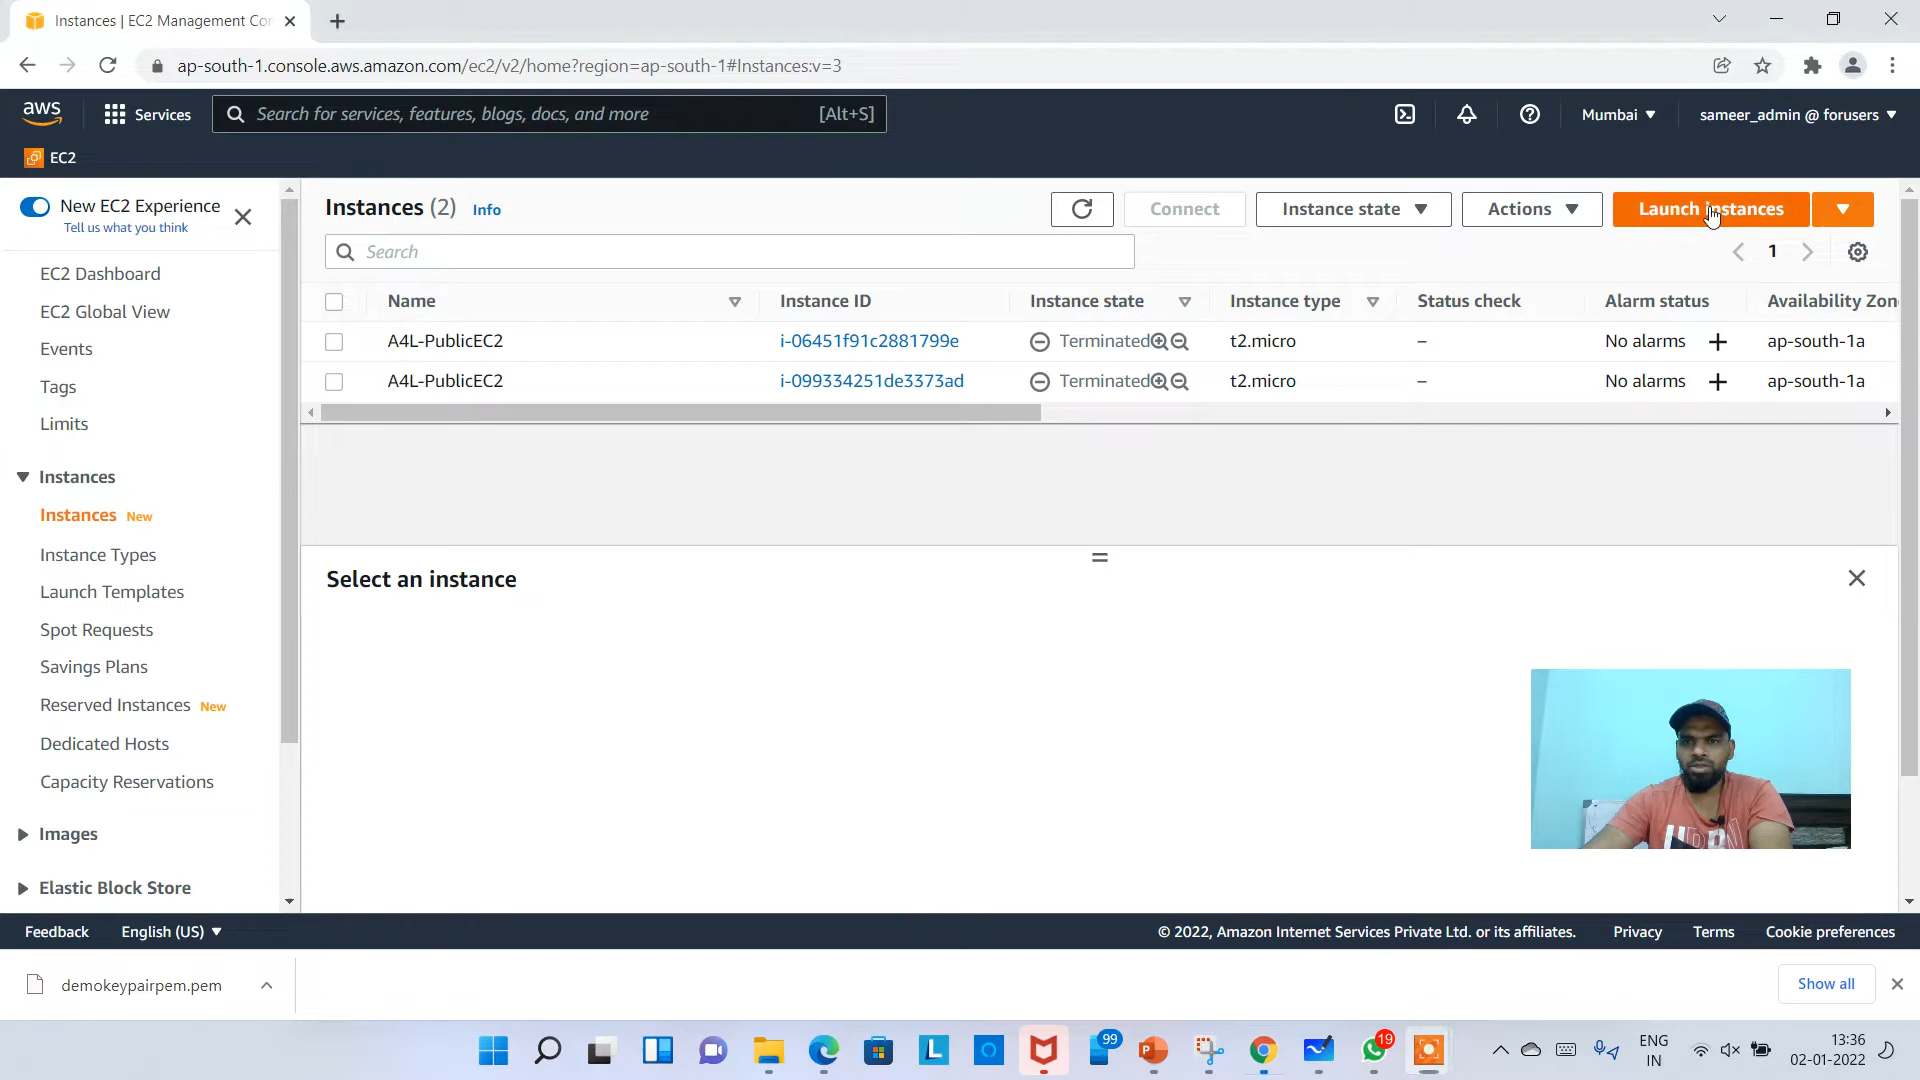 Instances | EC2 Management Con
ap-south-1.console.aws.amazon.com/ec2/v2/home?region=ap-south-1#Instances:v=3
aws
Services
Search for services, features, blogs, docs, and more
[Alt+S]
Mumbai
sameer_admin @ forusers
EC2
New EC2 Experience
Tell us what you think
EC2 Dashboard
EC2 Global View
Events
Tags
Limits
Instances
Instances New
Instance Types
Launch Templates
Spot Requests
Savings Plans
Reserved Instances New
Dedicated Hosts
Capacity Reservations
Images
Elastic Block Store
Instances (2) Info
Connect
Instance state
Actions
Launch instances
Search
1
Name Instance ID Instance state Instance type Status check Alarm status Availability Zon
A4L-PublicEC2 i-06451f91c2881799e Terminated t2.micro – No alarms + ap-south-1a
A4L-PublicEC2 i-099334251de3373ad Terminated t2.micro – No alarms + ap-south-1a
Select an instance
Feedback English (US)
© 2022, Amazon Internet Services Private Ltd. or its affiliates. Privacy Terms Cookie preferences
demokeypairpem.pem
Show all
L
99
19
ENG
IN
13:36
02-01-2022